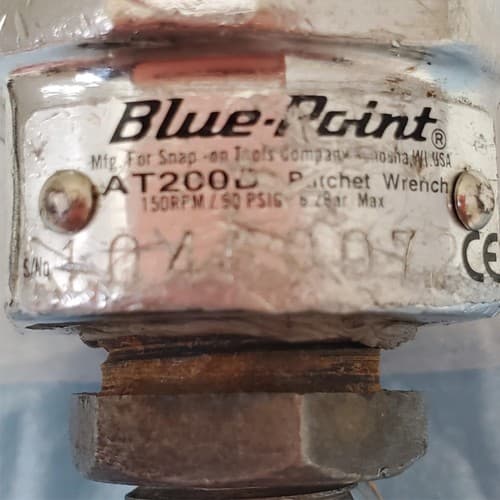 Blue-Point®
Mfg. For Snap-on Tools Company Kenosha, WI, USA
AT200D Ratchet Wrench
150RPM / 90 PSIG 6.2Bar Max
S/No CE